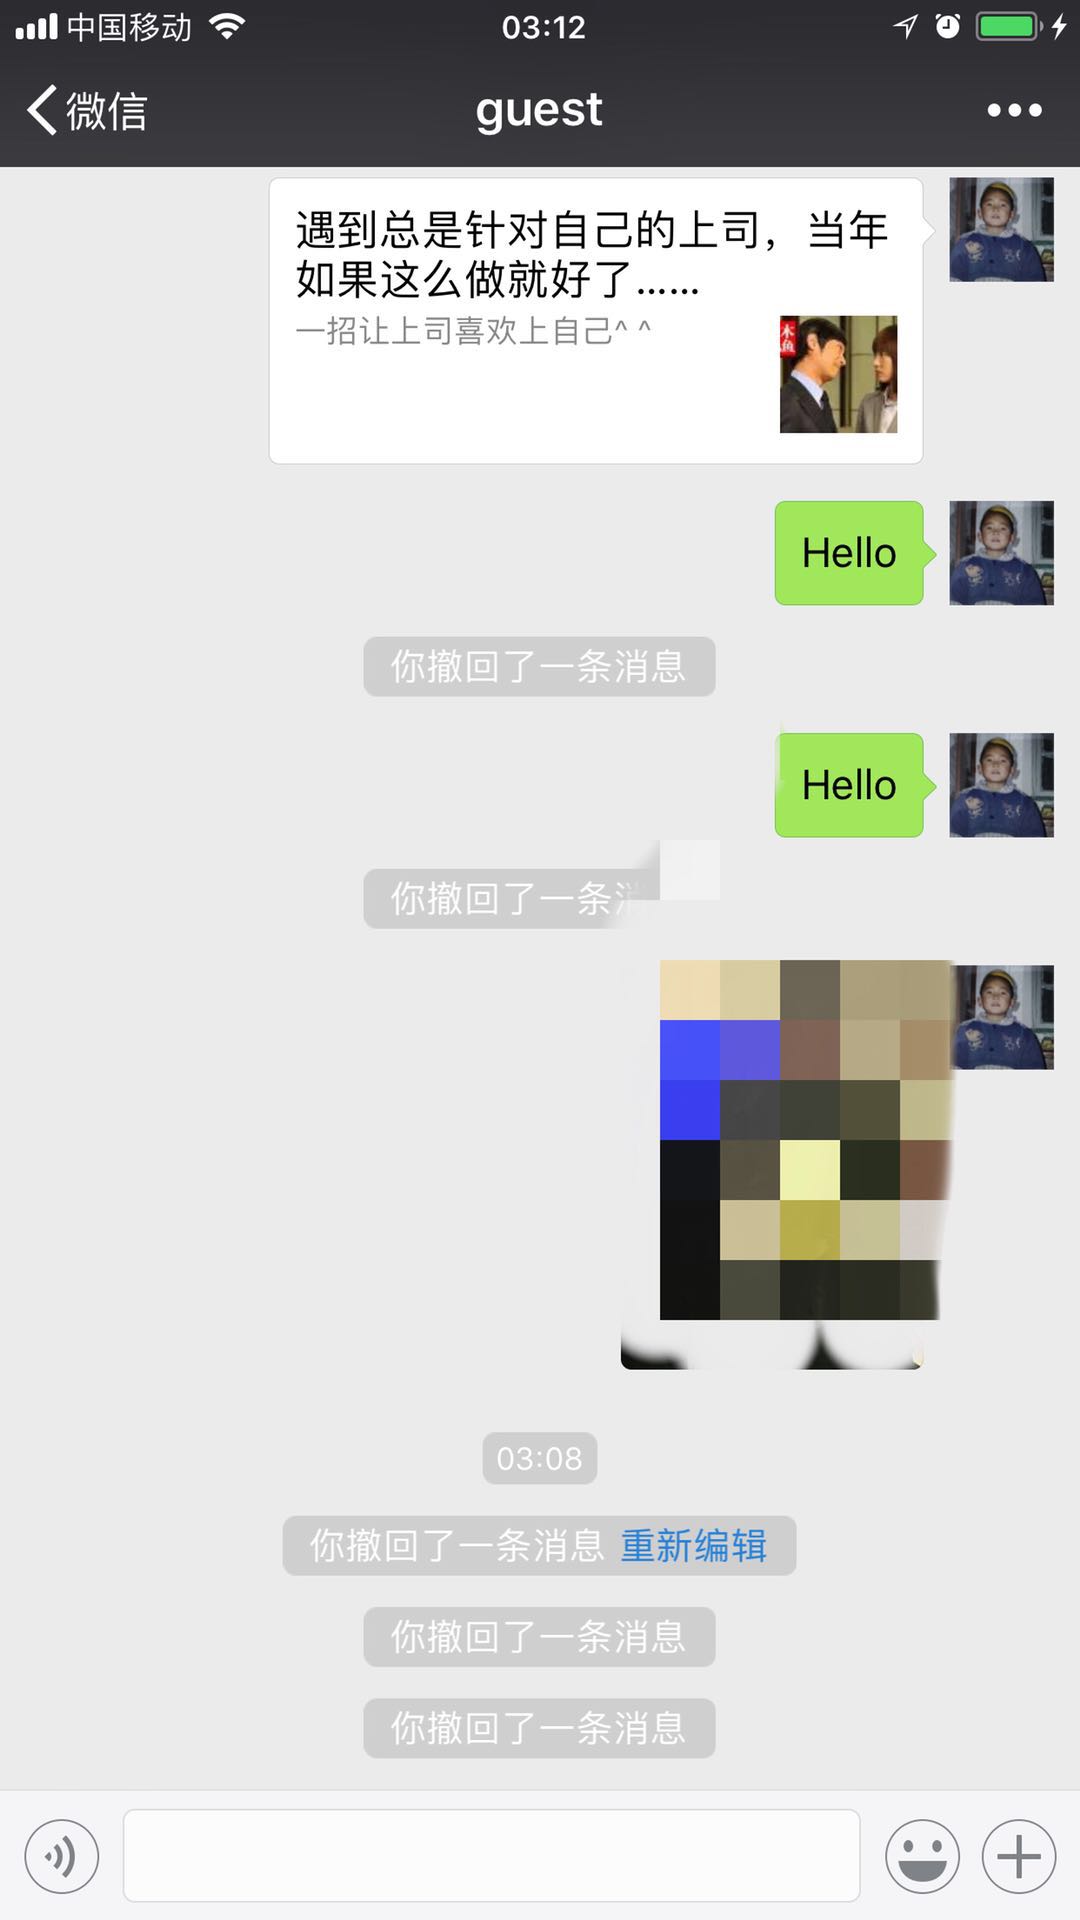 中国移动
03:12
微信
guest
遇到总是针对自己的上司，当年
如果这么做就好了......
一招让上司喜欢上自己^ ^
木
鱼
Hello
你撤回了一条消息
Hello
你撤回了一条
03:08
你撤回了一条消息 重新编辑
你撤回了一条消息
你撤回了一条消息